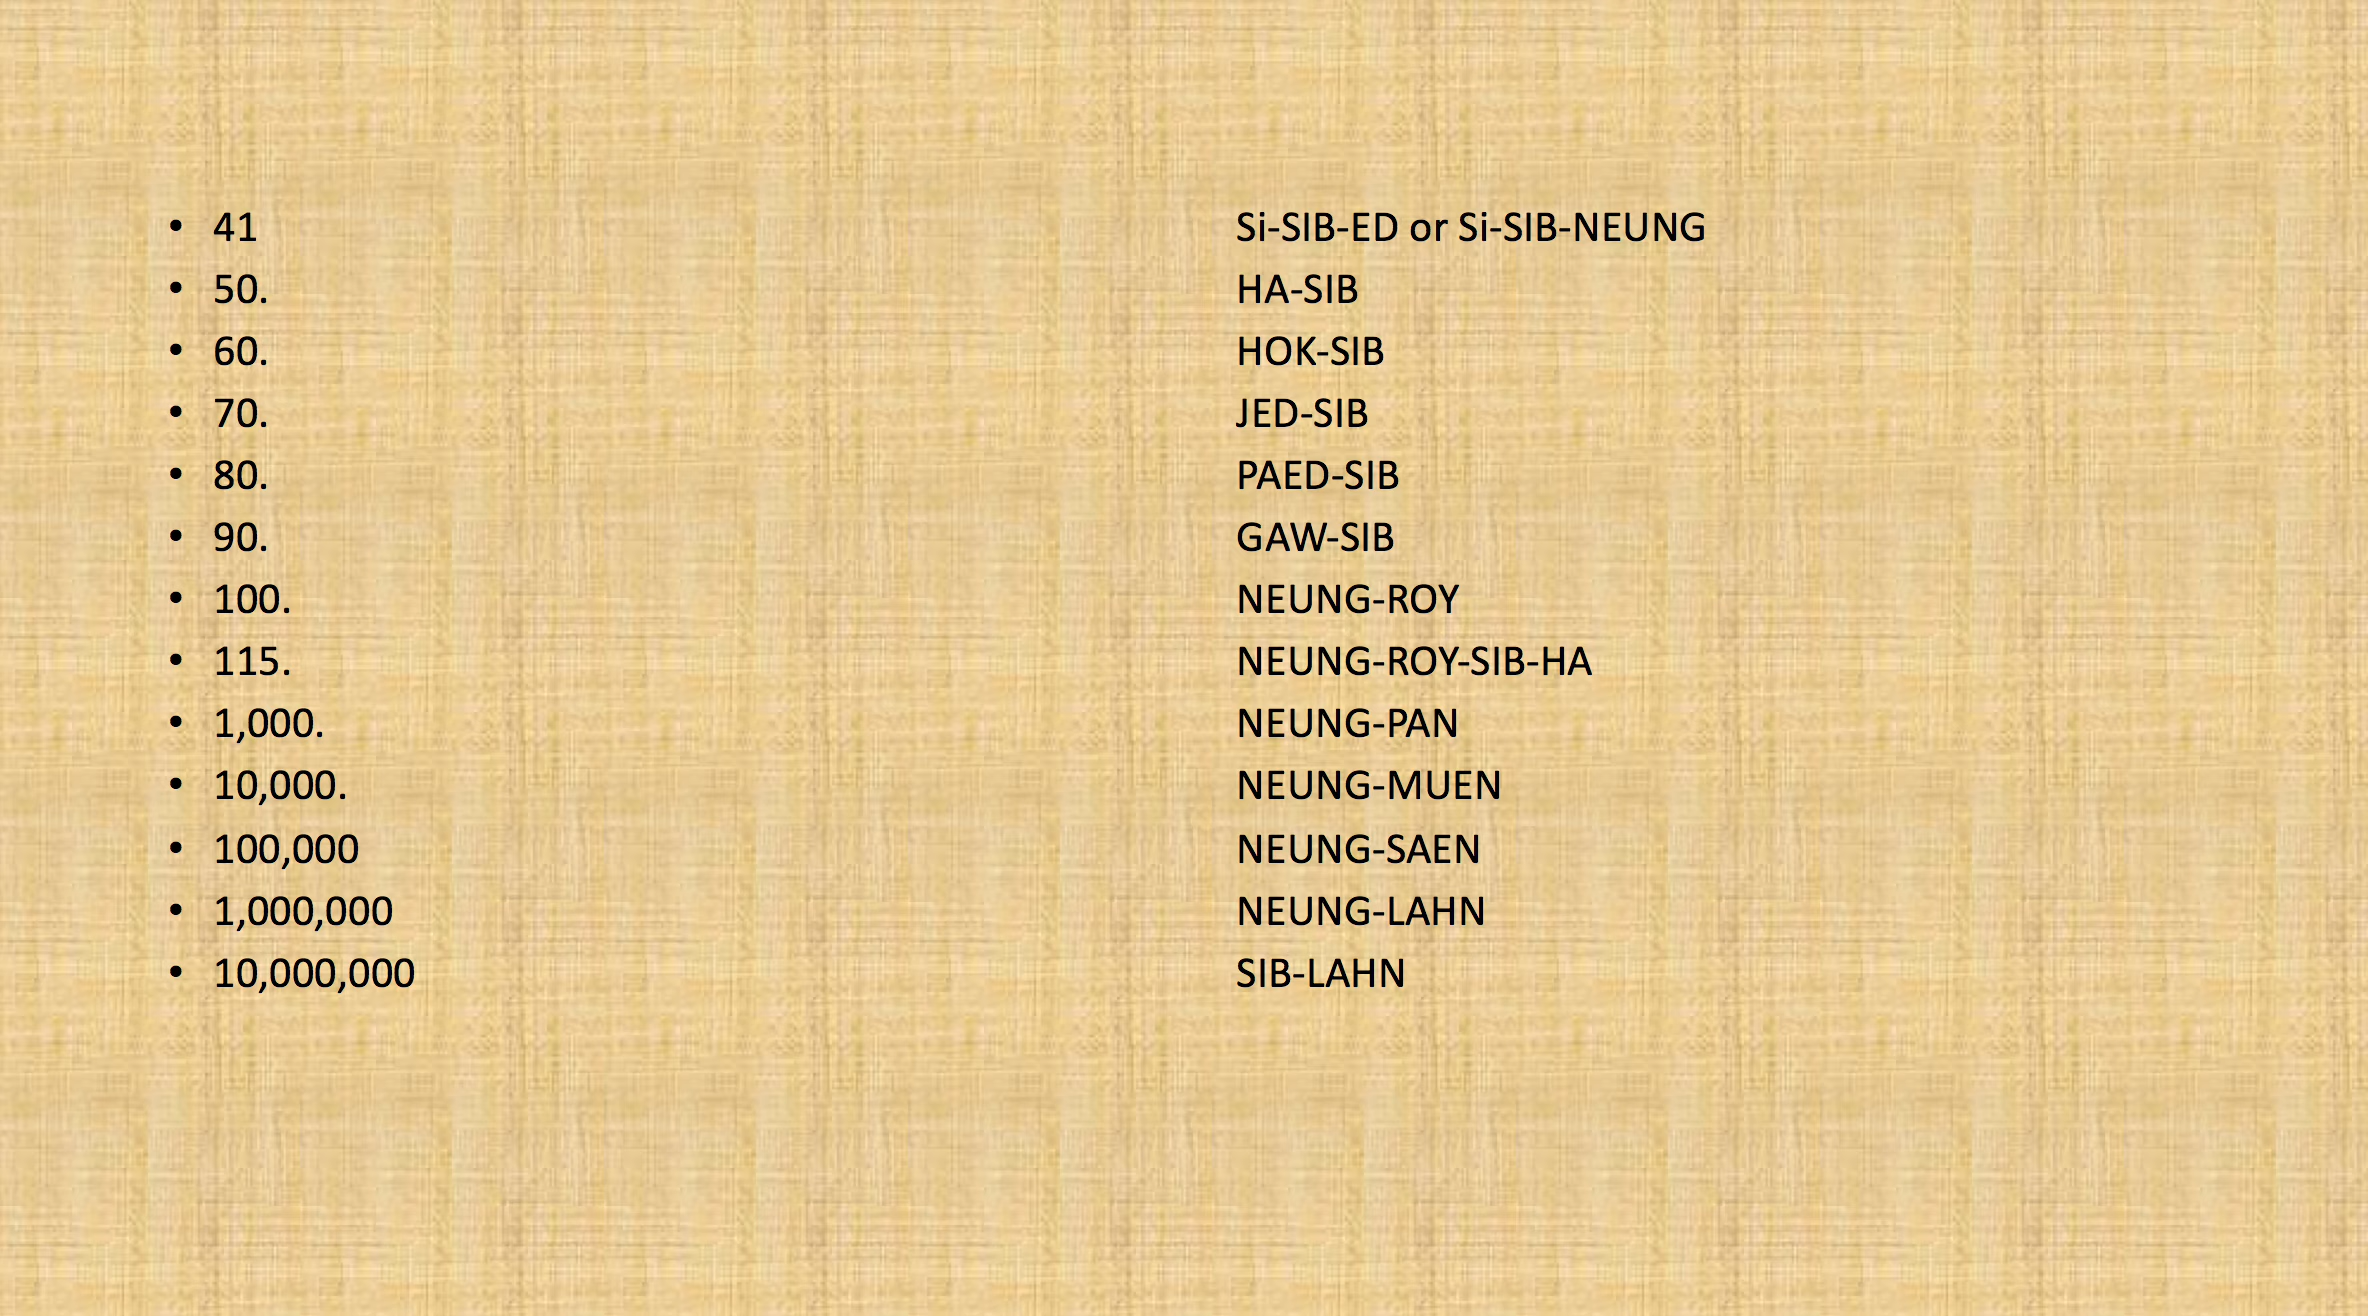 • 41 Si-SIB-ED or Si-SIB-NEUNG
• 50. HA-SIB
• 60. HOK-SIB
• 70. JED-SIB
• 80. PAED-SIB
• 90. GAW-SIB
• 100. NEUNG-ROY
• 115. NEUNG-ROY-SIB-HA
• 1,000. NEUNG-PAN
• 10,000. NEUNG-MUEN
• 100,000 NEUNG-SAEN
• 1,000,000 NEUNG-LAHN
• 10,000,000 SIB-LAHN